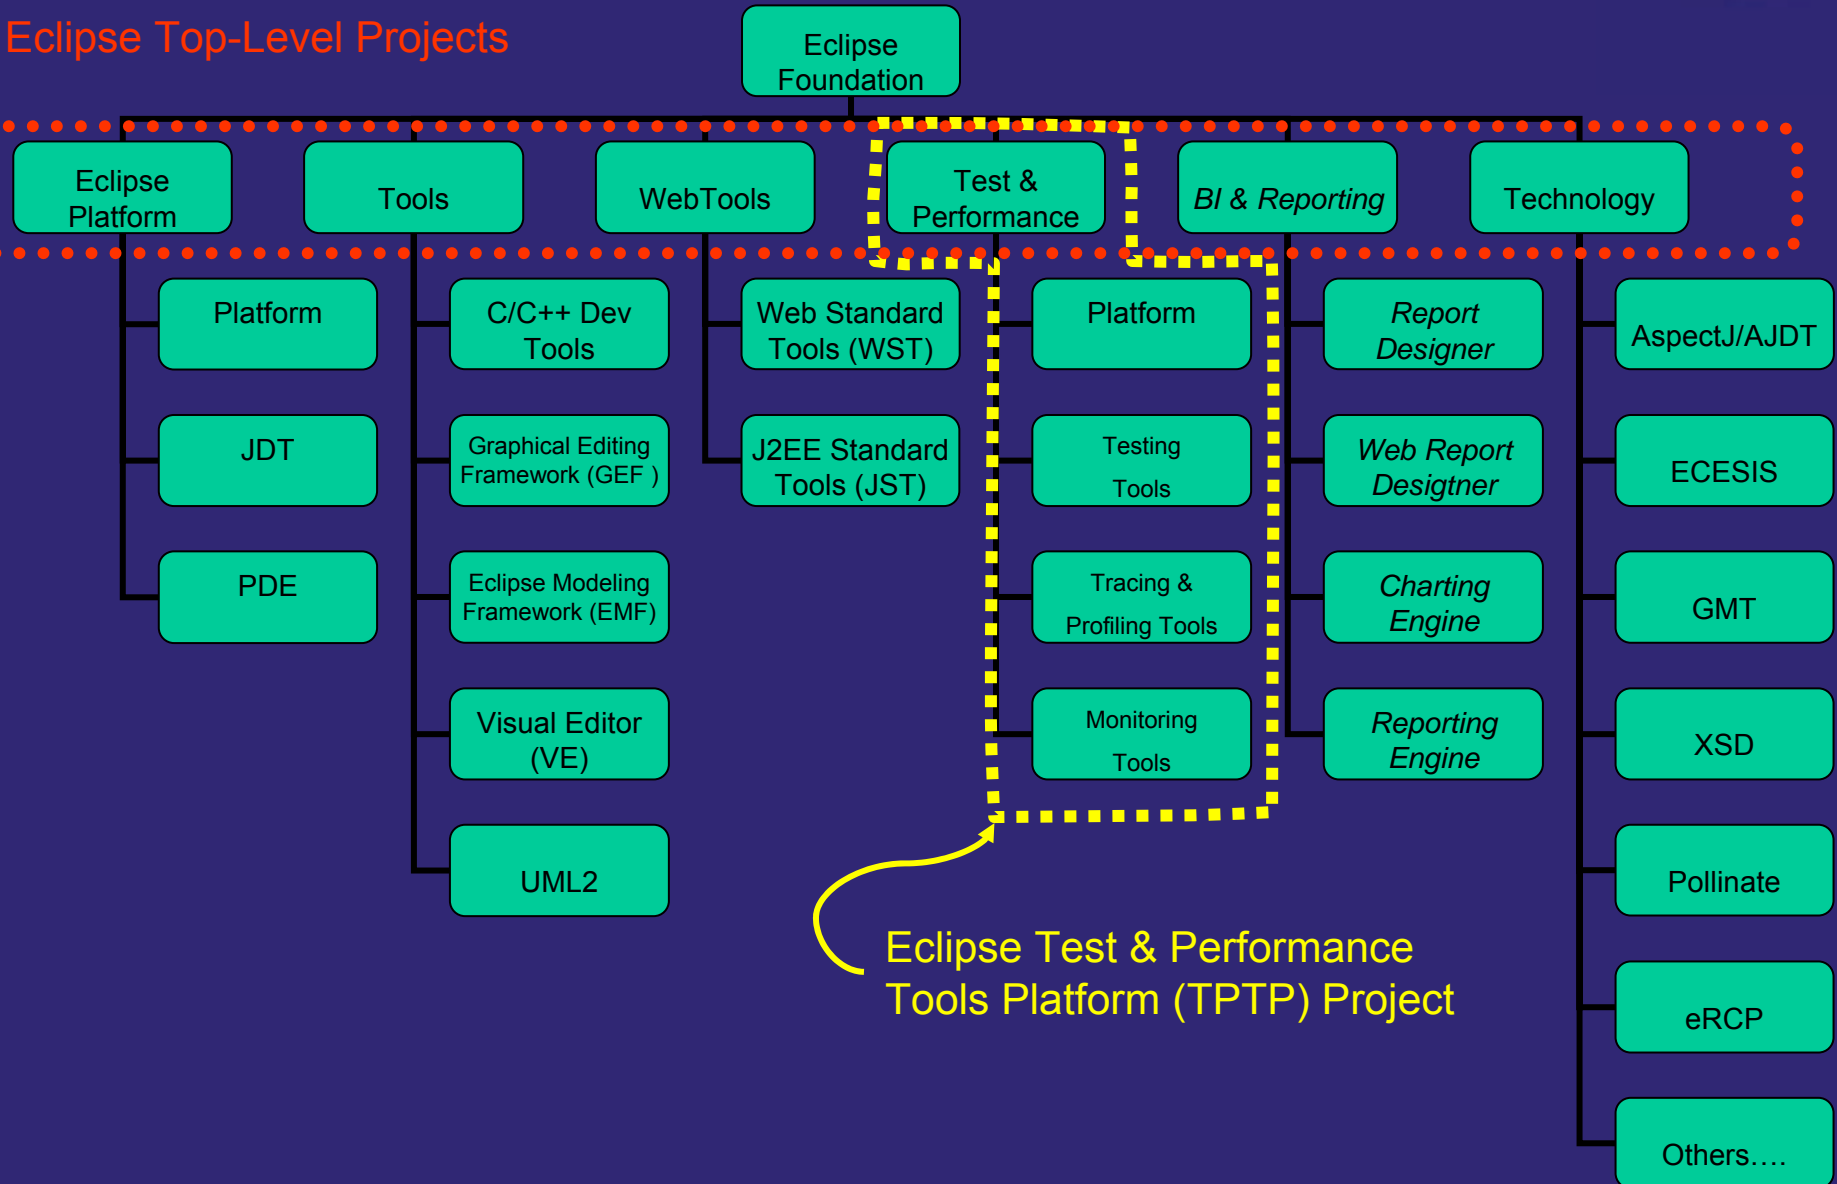 Eclipse Top-Level Projects
Eclipse
Foundation
Eclipse
Platform
Tools
WebTools
Test &
Performance
BI & Reporting
Technology
Platform
JDT
PDE
C/C++ Dev
Tools
Graphical Editing
Framework (GEF )
Eclipse Modeling
Framework (EMF)
Visual Editor
(VE)
UML2
Web Standard
Tools (WST)
J2EE Standard
Tools (JST)
Platform
Testing
Tools
Tracing &
Profiling Tools
Monitoring
Tools
Report
Designer
Web Report
Desigtner
Charting
Engine
Reporting
Engine
AspectJ/AJDT
ECESIS
GMT
XSD
Pollinate
eRCP
Others….
Eclipse Test & Performance
Tools Platform (TPTP) Project